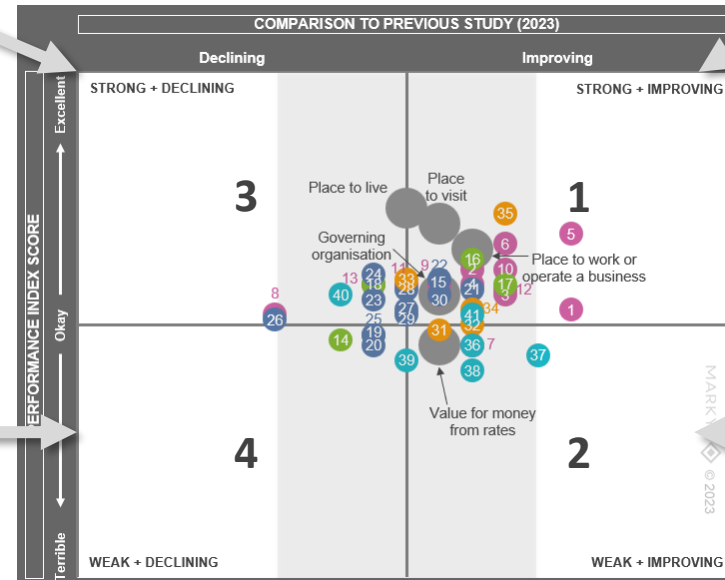 COMPARISON TO PREVIOUS STUDY (2023)
Declining
Improving
STRONG + DECLINING
STRONG + IMPROVING
PERFORMANCE INDEX SCORE
Excellent
Okay
Terrible
3
1
Place to live
Place
to visit
35
5
Governing
organisation
6
16
Place to work or
operate a business
8
13
24
11
9
22
2
10
18
33
15
4
21
17
40
23
28
30
3
12
26
25
27
29
34
41
1
14
19
20
31
32
36
7
39
38
37
Value for money
from rates
4
2
WEAK + DECLINING
WEAK + IMPROVING
© 2023